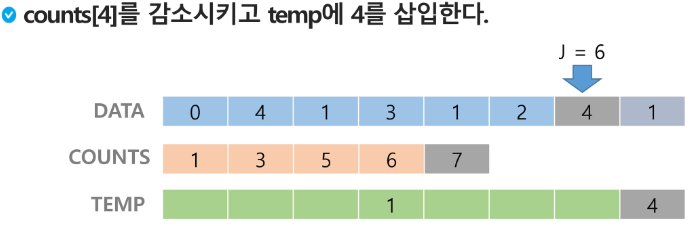 counts[4]를 감소시키고 temp에 4를 삽입한다.
J = 6
DATA 0 4 1 3 1 2 4 1
COUNTS 1 3 5 6 7
TEMP 1 4